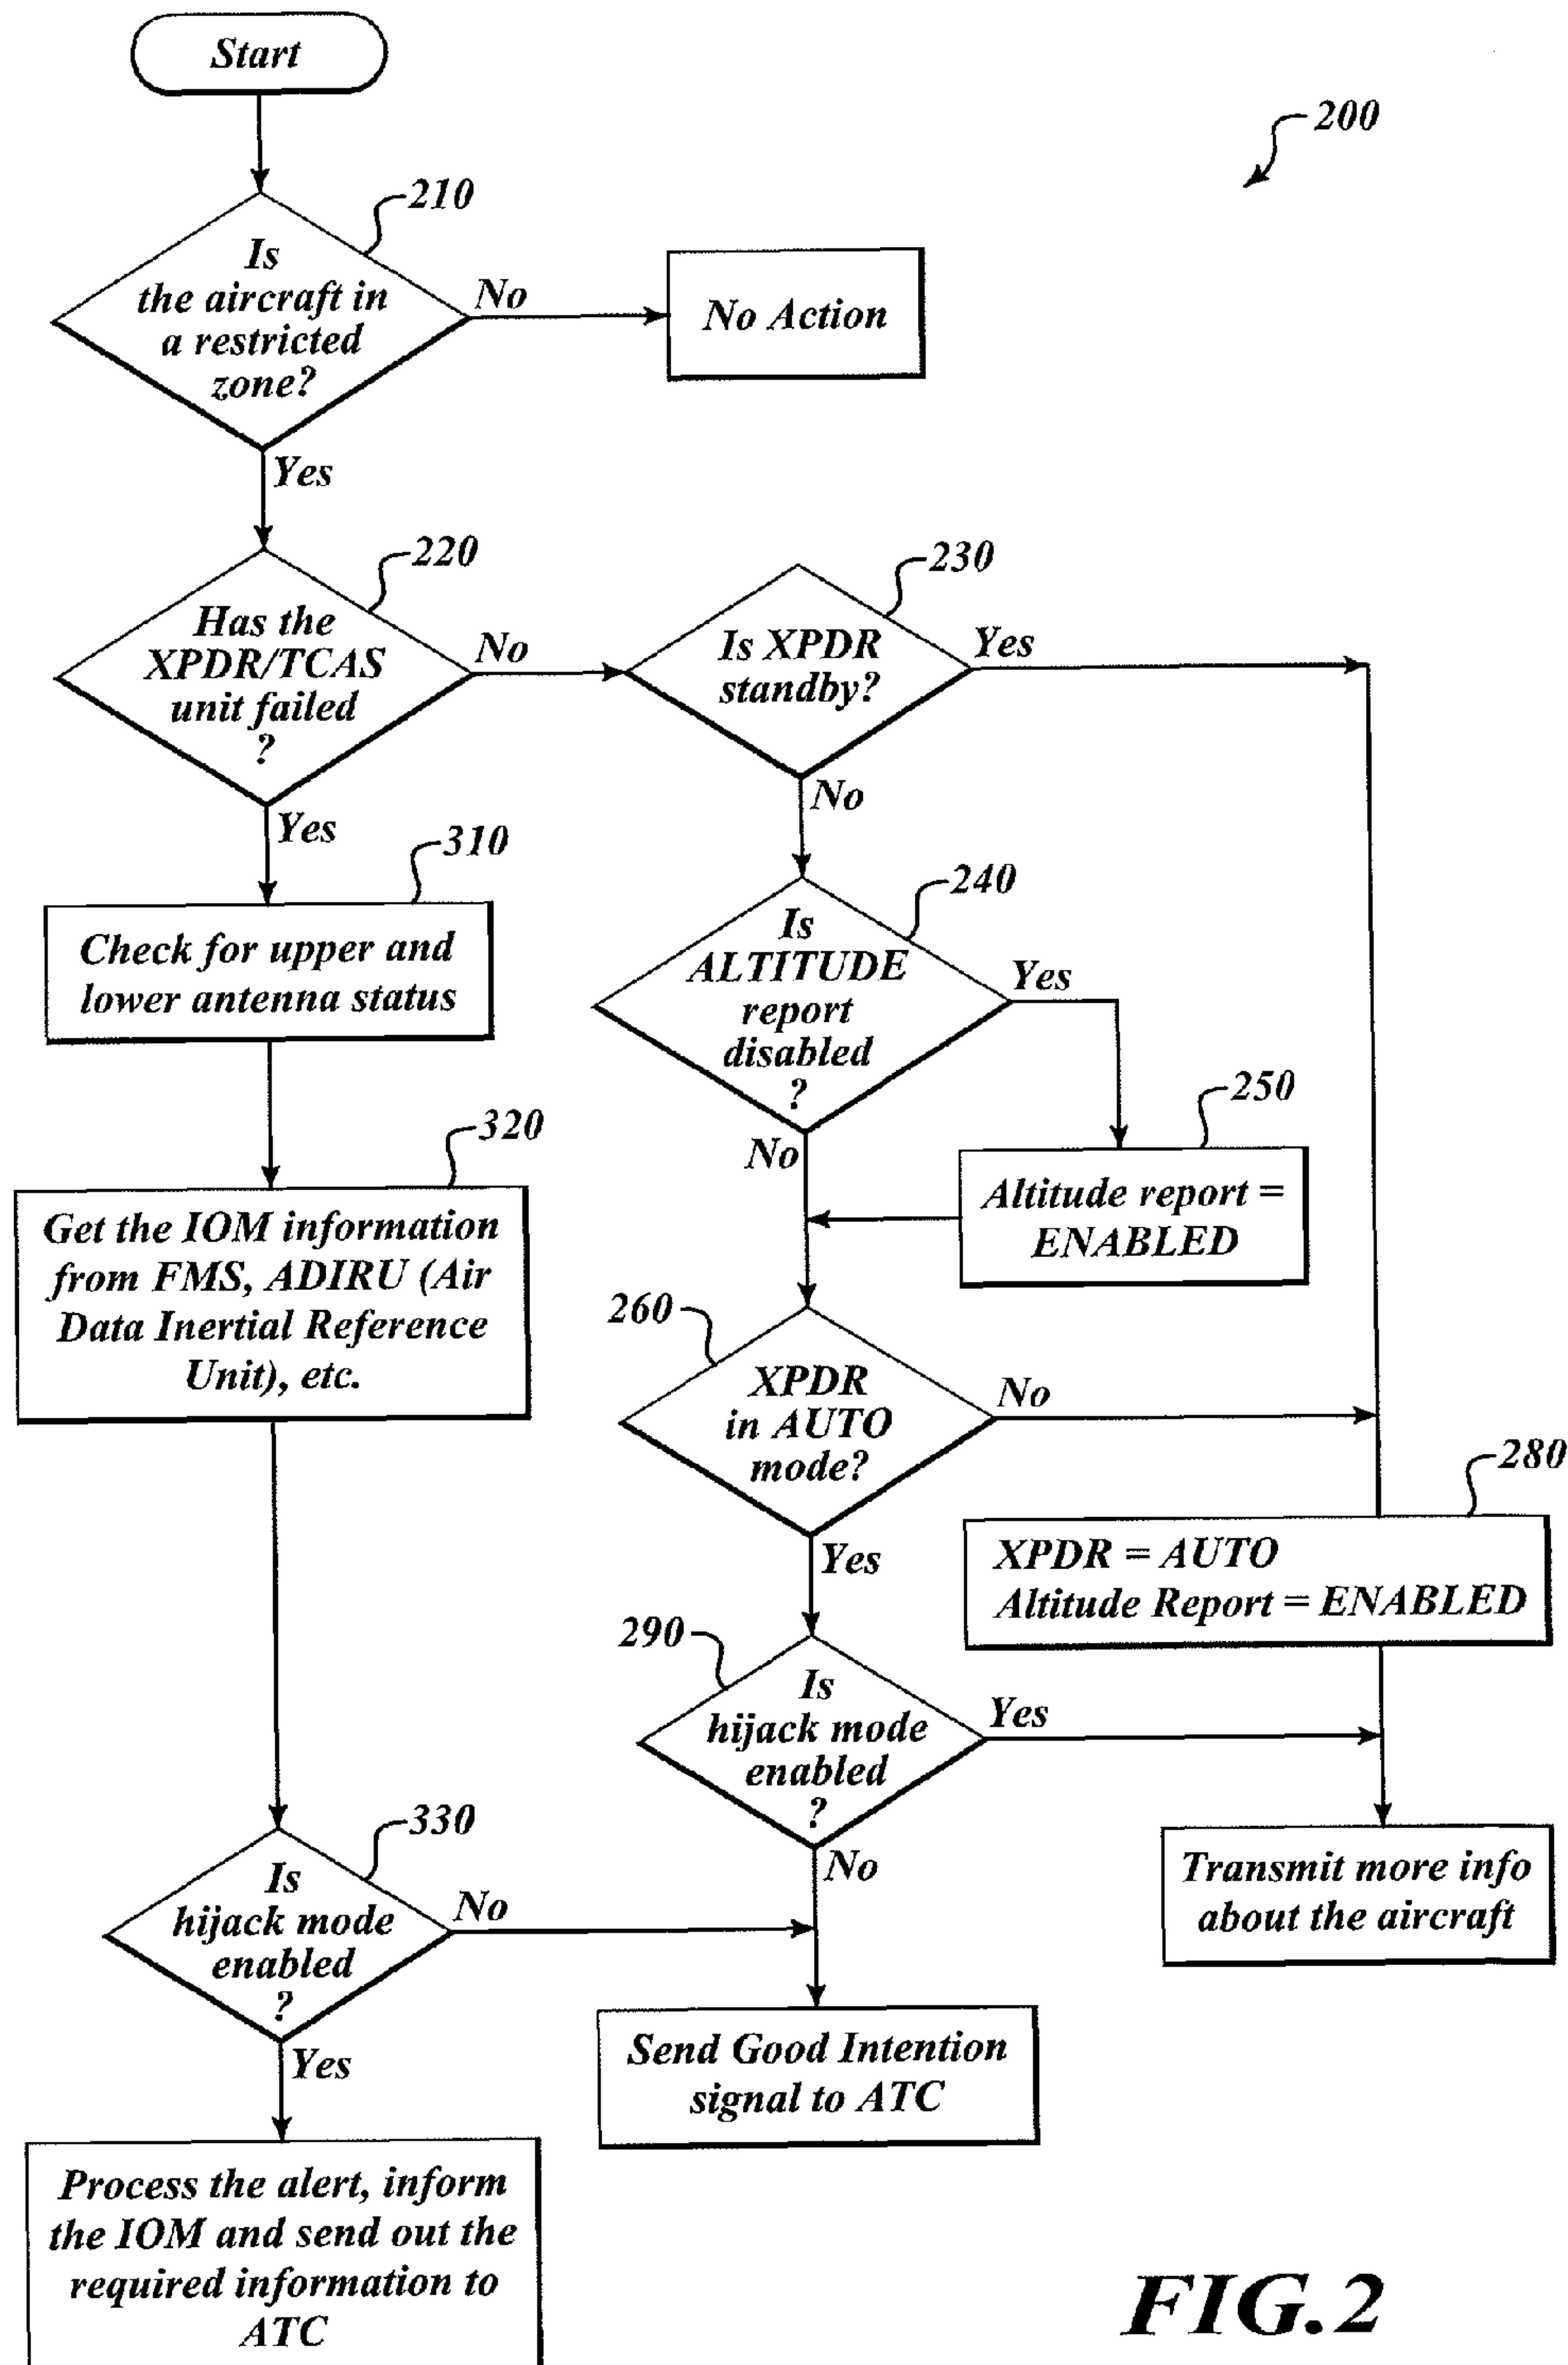 Start
200
210
Is
the aircraft in
a restricted
zone?
No
No Action
Yes
220
Has the
XPDR/TCAS
unit failed
?
No
230
Is XPDR
standby?
Yes
No
Yes
310
Check for upper and
lower antenna status
240
Is
ALTITUDE
report
disabled
?
Yes
No
250
Altitude report =
ENABLED
320
Get the IOM information
from FMS, ADIRU (Air
Data Inertial Reference
Unit), etc.
260
XPDR
in AUTO
mode?
No
Yes
280
XPDR = AUTO
Altitude Report = ENABLED
290
Is
hijack mode
enabled
?
Yes
No
Transmit more info
about the aircraft
330
Is
hijack mode
enabled
?
No
Yes
Send Good Intention
signal to ATC
Process the alert, inform
the IOM and send out the
required information to
ATC
FIG.2